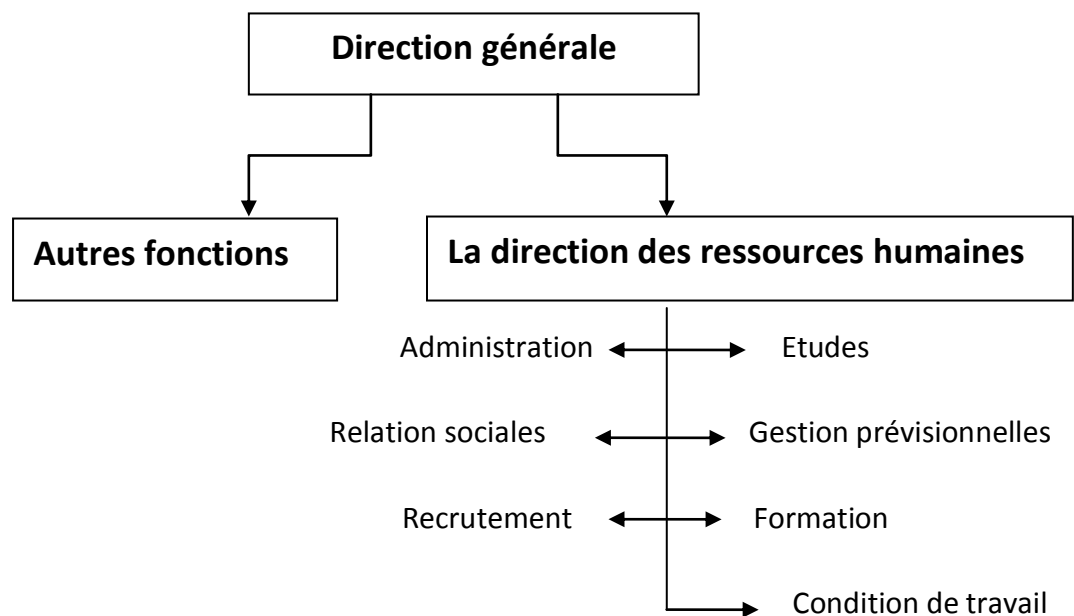 Direction générale
Autres fonctions
La direction des ressources humaines
Administration
Etudes
Relation sociales
Gestion prévisionnelles
Recrutement
Formation
Condition de travail